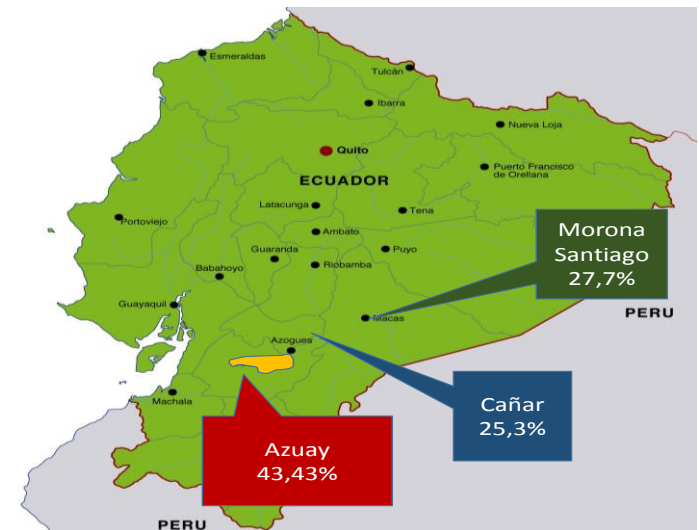 Esmeraldas
Tulcán
Ibarra
Nueva Loja
Quito
ECUADOR
Puerto Francisco
de Orellana
Latacunga
Tena
Portoviejo
Ambato
Guaranda
Puyo
Babahoyo
Riobamba
Morona
Santiago
27,7%
Guayaquil
Macas
PERU
Azogues
Machala
Cañar
25,3%
Azuay
43,43%
PERU